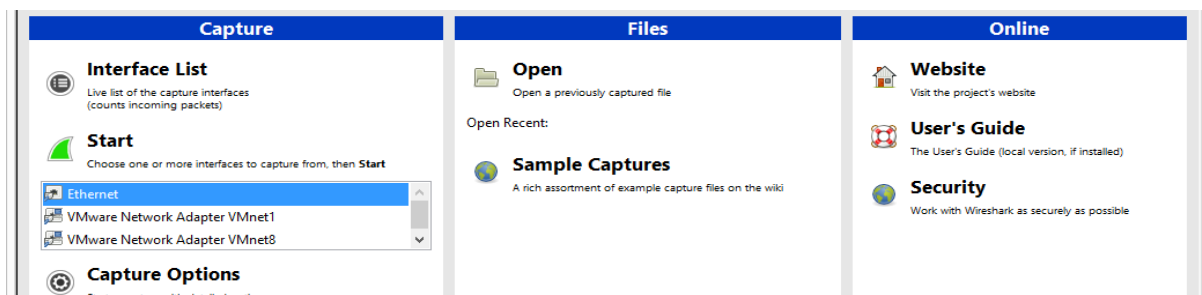 Capture
Interface List
Live list of the capture interfaces
(counts incoming packets)
Start
Choose one or more interfaces to capture from, then Start
Ethernet
VMware Network Adapter VMnet1
VMware Network Adapter VMnet8
Capture Options
Files
Open
Open a previously captured file
Open Recent:
Sample Captures
A rich assortment of example capture files on the wiki
Online
Website
Visit the project's website
User's Guide
The User's Guide (local version, if installed)
Security
Work with Wireshark as securely as possible